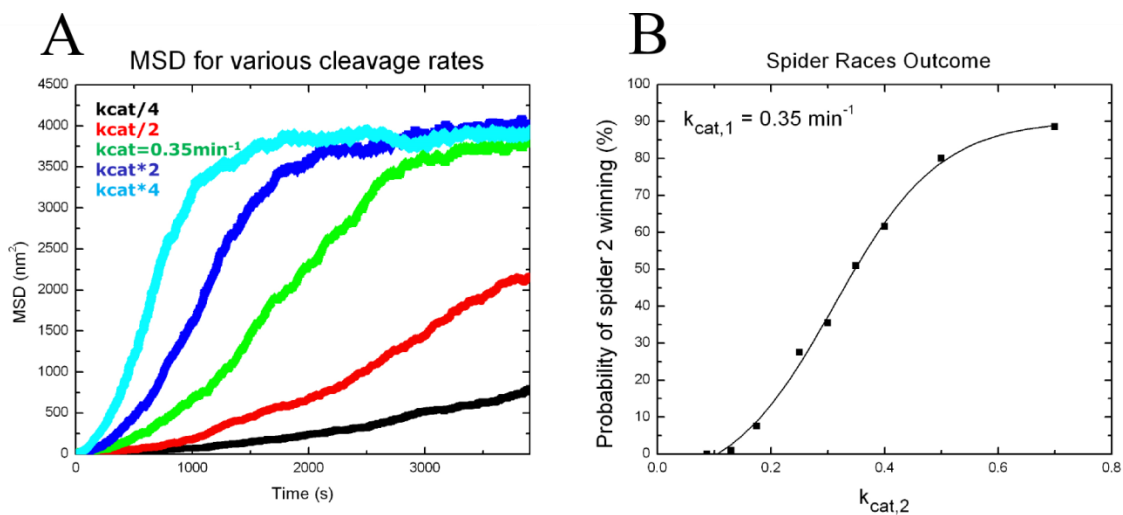 A
MSD for various cleavage rates
kcat/4
kcat/2
kcat=0.35min⁻¹
kcat*2
kcat*4
4500
4000
3500
3000
2500
2000
1500
1000
500
0
MSD (nm²)
0 1000 2000 3000
Time (s)
B
Spider Races Outcome
k_cat,1 = 0.35 min⁻¹
100
90
80
70
60
50
40
30
20
10
0
Probability of spider 2 winning (%)
0.0 0.2 0.4 0.6 0.8
k_cat,2